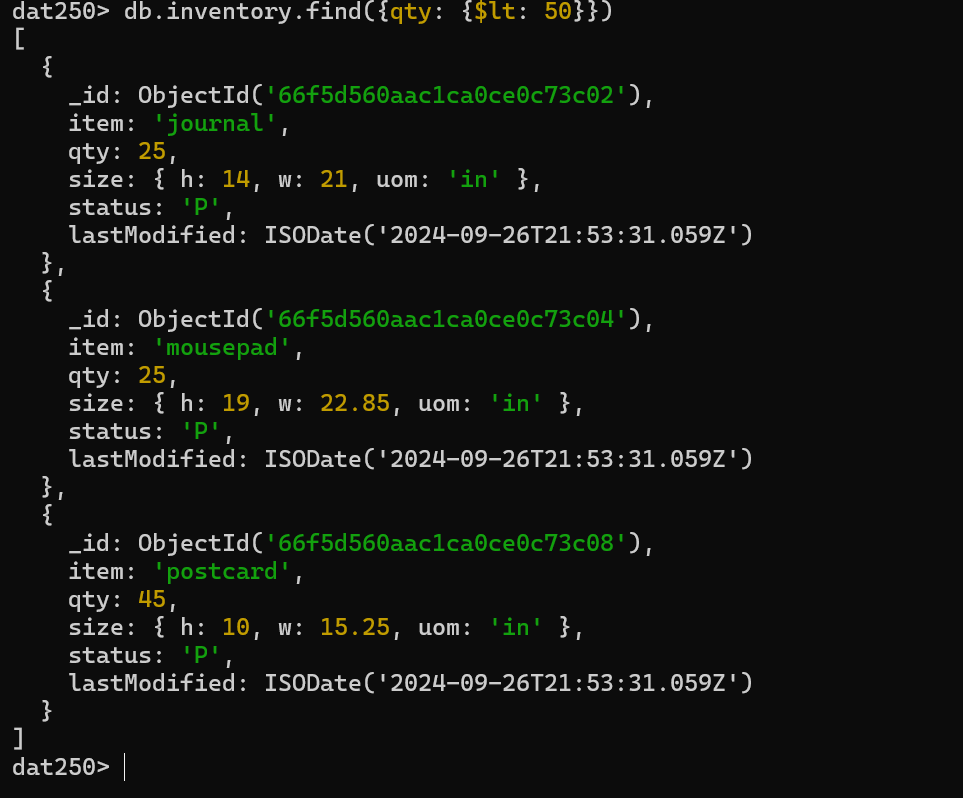 dat250> db.inventory.find({qty: {$lt: 50}})
[
  {
    _id: ObjectId('66f5d560aac1ca0ce0c73c02'),
    item: 'journal',
    qty: 25,
    size: { h: 14, w: 21, uom: 'in' },
    status: 'P',
    lastModified: ISODate('2024-09-26T21:53:31.059Z')
  },
  {
    _id: ObjectId('66f5d560aac1ca0ce0c73c04'),
    item: 'mousepad',
    qty: 25,
    size: { h: 19, w: 22.85, uom: 'in' },
    status: 'P',
    lastModified: ISODate('2024-09-26T21:53:31.059Z')
  },
  {
    _id: ObjectId('66f5d560aac1ca0ce0c73c08'),
    item: 'postcard',
    qty: 45,
    size: { h: 10, w: 15.25, uom: 'in' },
    status: 'P',
    lastModified: ISODate('2024-09-26T21:53:31.059Z')
  }
]
dat250>